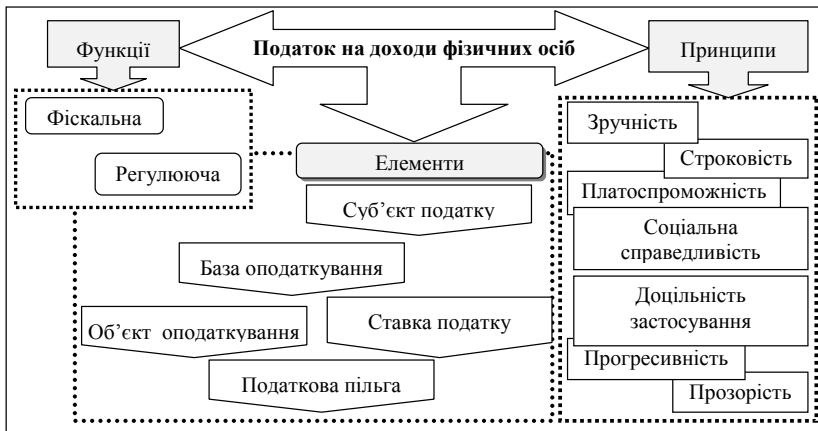 Функції
Податок на доходи фізичних осіб
Принципи
Фіскальна
Регулююча
Елементи
Суб’єкт податку
База оподаткування
Об’єкт оподаткування
Ставка податку
Податкова пільга
Зручність
Строковість
Платоспроможність
Соціальна
справедливість
Доцільність
застосування
Прогресивність
Прозорість